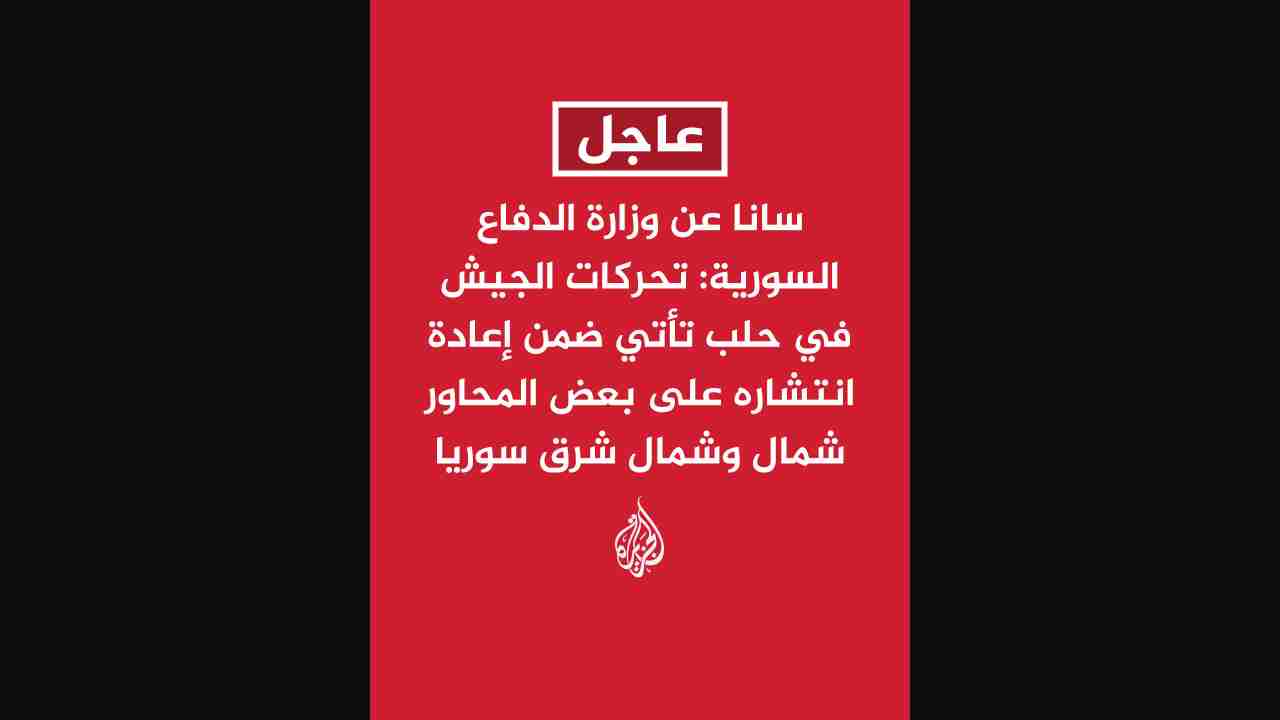 عاجل
سانا عن وزارة الدفاع
السورية: تحركات الجيش
في حلب تأتي ضمن إعادة
انتشاره على بعض المحاور
شمال وشمال شرق سوريا
الجزيرة